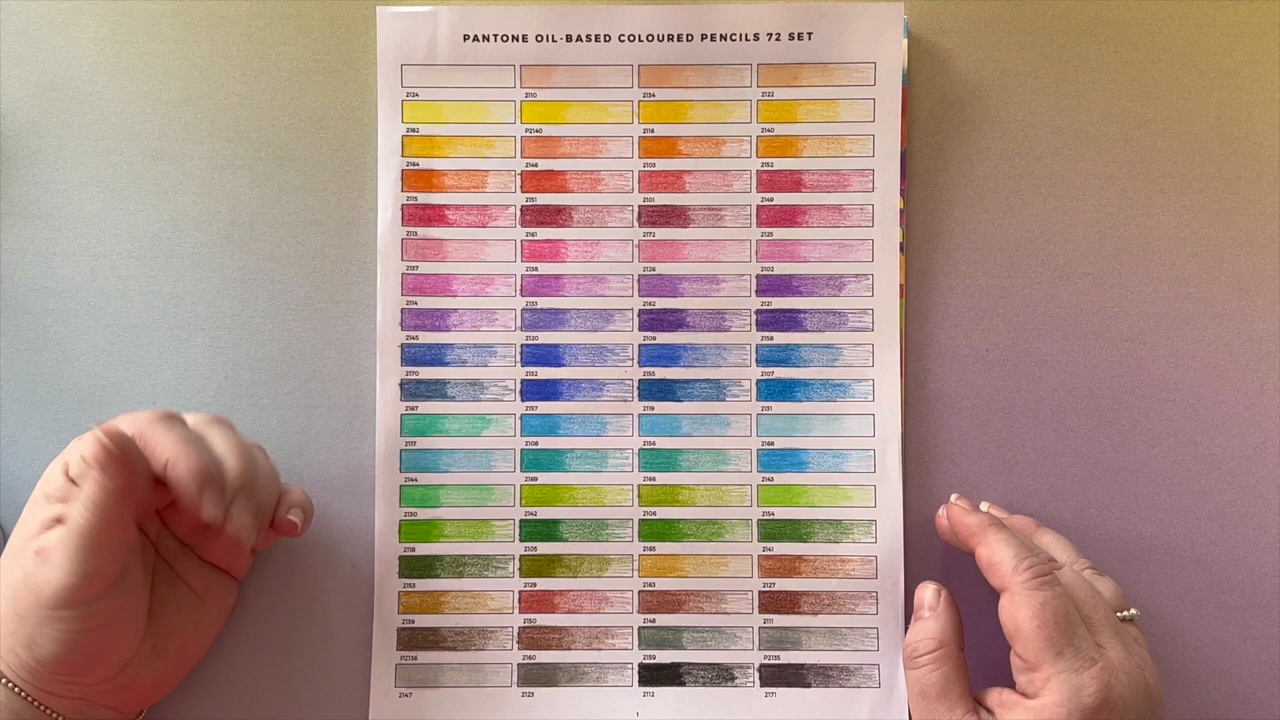 PANTONE OIL-BASED COLOURED PENCILS 72 SET
2124 2110 2134 2122
2182 P2140 2116 2140
2164 2146 2103 2152
2115 2151 2101 2149
2113 2161 2172 2125
2137 2138 2126 2102
2114 2133 2162 2121
2145 2120 2109 2158
2170 2132 2155 2107
2167 2157 2119 2131
2117 2108 2156 2168
2144 2169 2166 2143
2130 2142 2106 2154
2118 2105 2165 2141
2153 2129 2163 2127
2139 2150 2148 2111
P2136 2160 2159 P2135
2147 2123 2112 2171
1